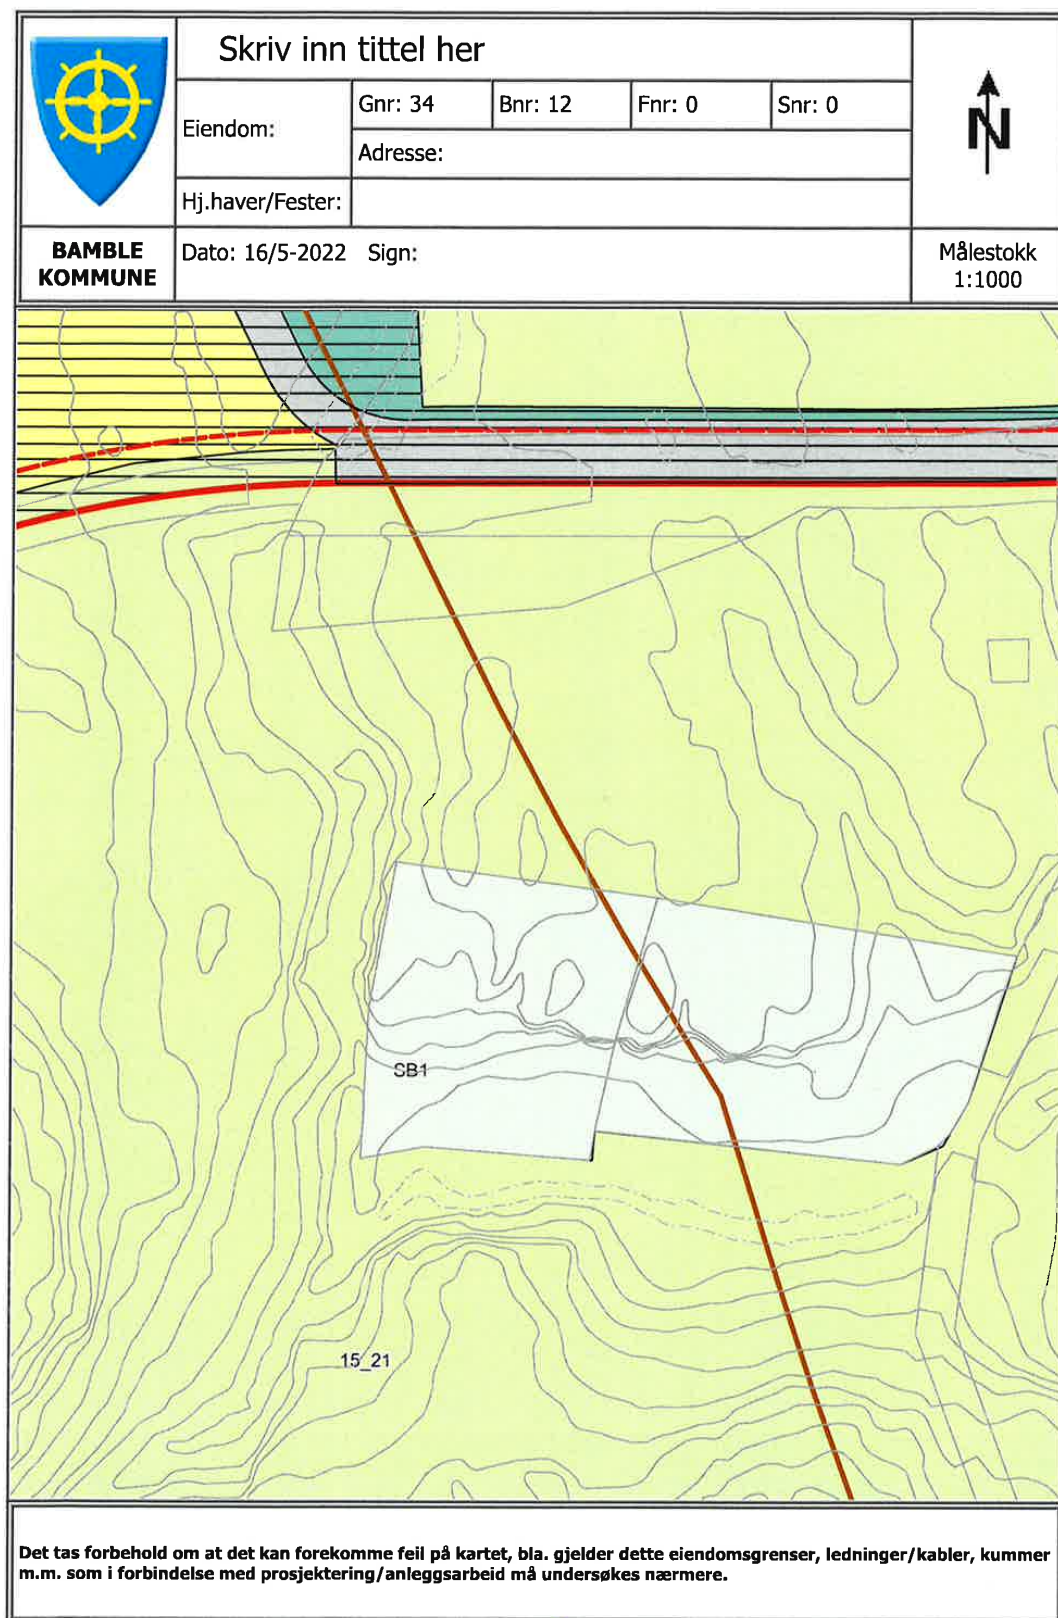 Skriv inn tittel her
Eiendom:
Gnr: 34
Bnr: 12
Fnr: 0
Snr: 0
Adresse:
Hj.haver/Fester:
N
BAMBLE
KOMMUNE
Dato: 16/5-2022 Sign:
Målestokk
1:1000
SB1
15_21
Det tas forbehold om at det kan forekomme feil på kartet, bla. gjelder dette eiendomsgrenser, ledninger/kabler, kummer
m.m. som i forbindelse med prosjektering/anleggsarbeid må undersøkes nærmere.